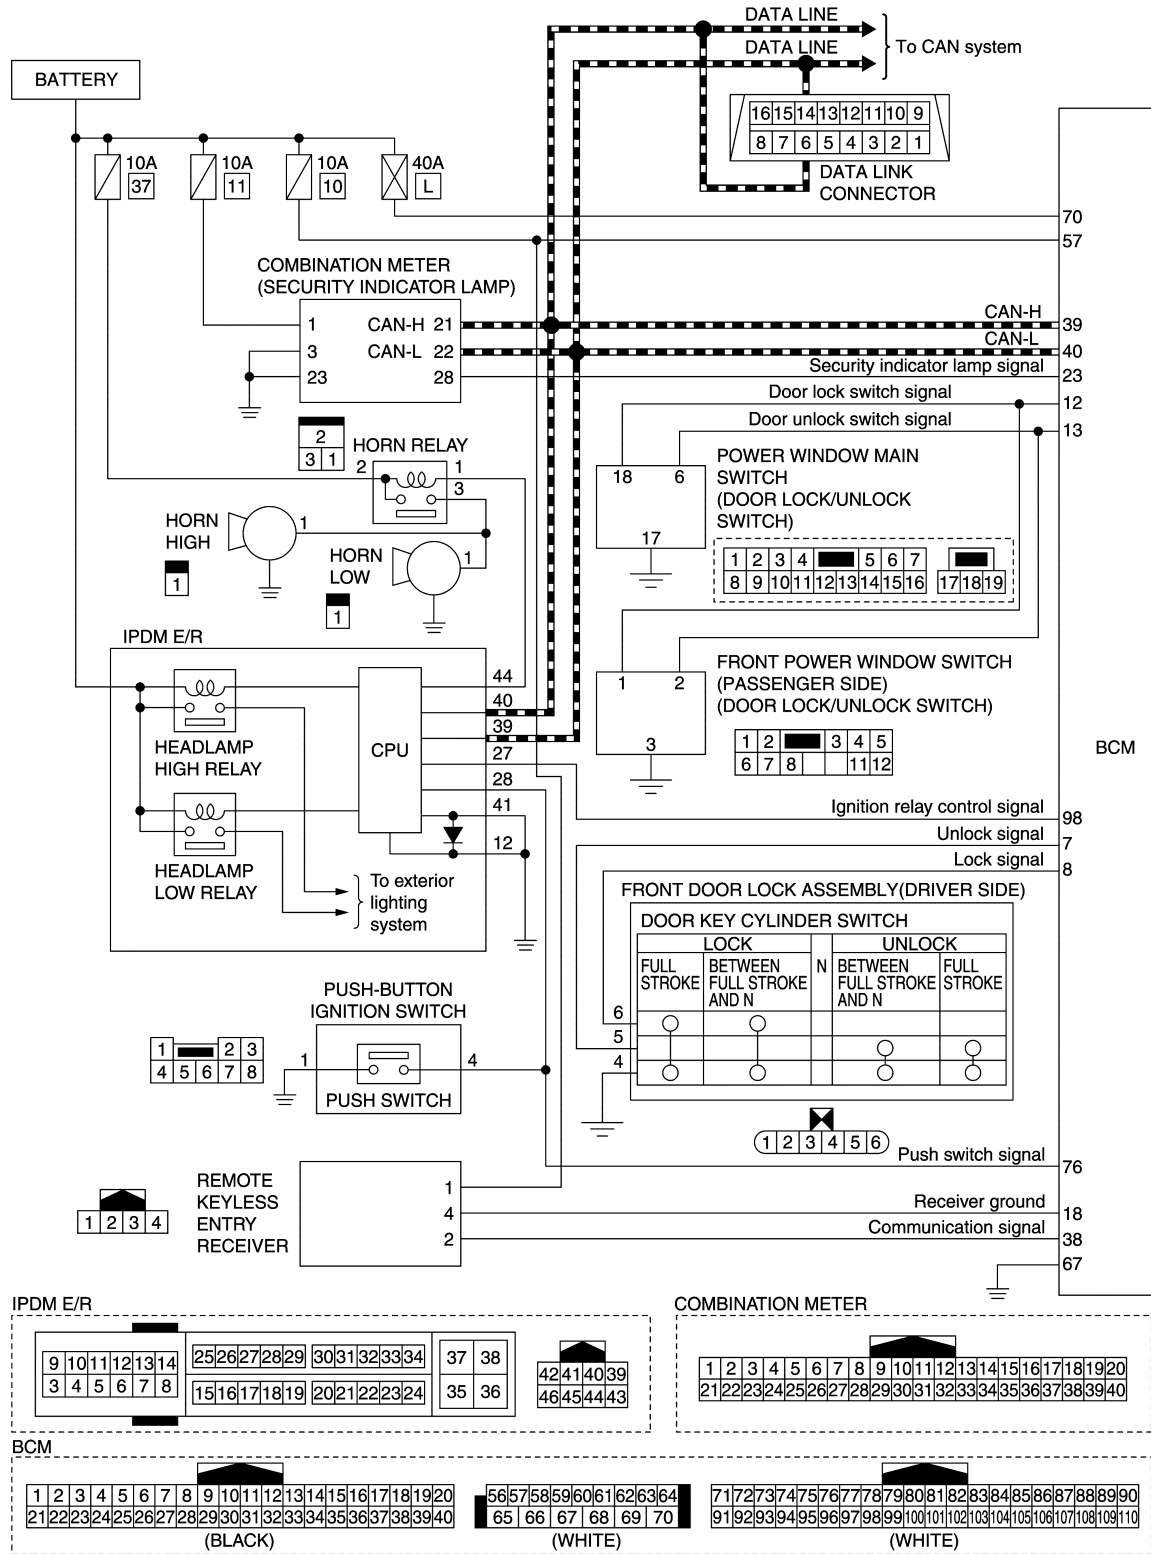 DATA LINE
DATA LINE
To CAN system
BATTERY
16 15 14 13 12 11 10 9
8 7 6 5 4 3 2 1
DATA LINK
CONNECTOR
10A
37
10A
11
10A
10
40A
L
70
57
COMBINATION METER
(SECURITY INDICATOR LAMP)
1 CAN-H 21
3 CAN-L 22
23 28
CAN-H
39
CAN-L
40
Security indicator lamp signal
23
Door lock switch signal
12
Door unlock switch signal
13
2
3 1
HORN RELAY
2 1
3
HORN
HIGH
1
1
HORN
LOW
1
1
18 6
17
POWER WINDOW MAIN
SWITCH
(DOOR LOCK/UNLOCK
SWITCH)
1 2 3 4 5 6 7
8 9 10 11 12 13 14 15 16
17 18 19
IPDM E/R
HEADLAMP
HIGH RELAY
HEADLAMP
LOW RELAY
CPU
44
40
39
27
28
41
12
To exterior
lighting
system
1 2
3
FRONT POWER WINDOW SWITCH
(PASSENGER SIDE)
(DOOR LOCK/UNLOCK SWITCH)
1 2 3 4 5
6 7 8 11 12
BCM
Ignition relay control signal
98
Unlock signal
7
Lock signal
8
FRONT DOOR LOCK ASSEMBLY(DRIVER SIDE)
DOOR KEY CYLINDER SWITCH
LOCK N UNLOCK
FULL
STROKE
BETWEEN
FULL STROKE
AND N
BETWEEN
FULL STROKE
AND N
FULL
STROKE
6
5
4
1 2 3 4 5 6
PUSH-BUTTON
IGNITION SWITCH
1 2 3
4 5 6 7 8
1 4
PUSH SWITCH
Push switch signal
76
REMOTE
KEYLESS
ENTRY
RECEIVER
1 2 3 4
1
4
2
Receiver ground
18
Communication signal
38
67
IPDM E/R
9 10 11 12 13 14
3 4 5 6 7 8
25 26 27 28 29 30 31 32 33 34
15 16 17 18 19 20 21 22 23 24
37 38
35 36
42 41 40 39
46 45 44 43
COMBINATION METER
1 2 3 4 5 6 7 8 9 10 11 12 13 14 15 16 17 18 19 20
21 22 23 24 25 26 27 28 29 30 31 32 33 34 35 36 37 38 39 40
BCM
1 2 3 4 5 6 7 8 9 10 11 12 13 14 15 16 17 18 19 20
21 22 23 24 25 26 27 28 29 30 31 32 33 34 35 36 37 38 39 40
(BLACK)
56 57 58 59 60 61 62 63 64
65 66 67 68 69 70
(WHITE)
71 72 73 74 75 76 77 78 79 80 81 82 83 84 85 86 87 88 89 90
91 92 93 94 95 96 97 98 99 100 101 102 103 104 105 106 107 108 109 110
(WHITE)